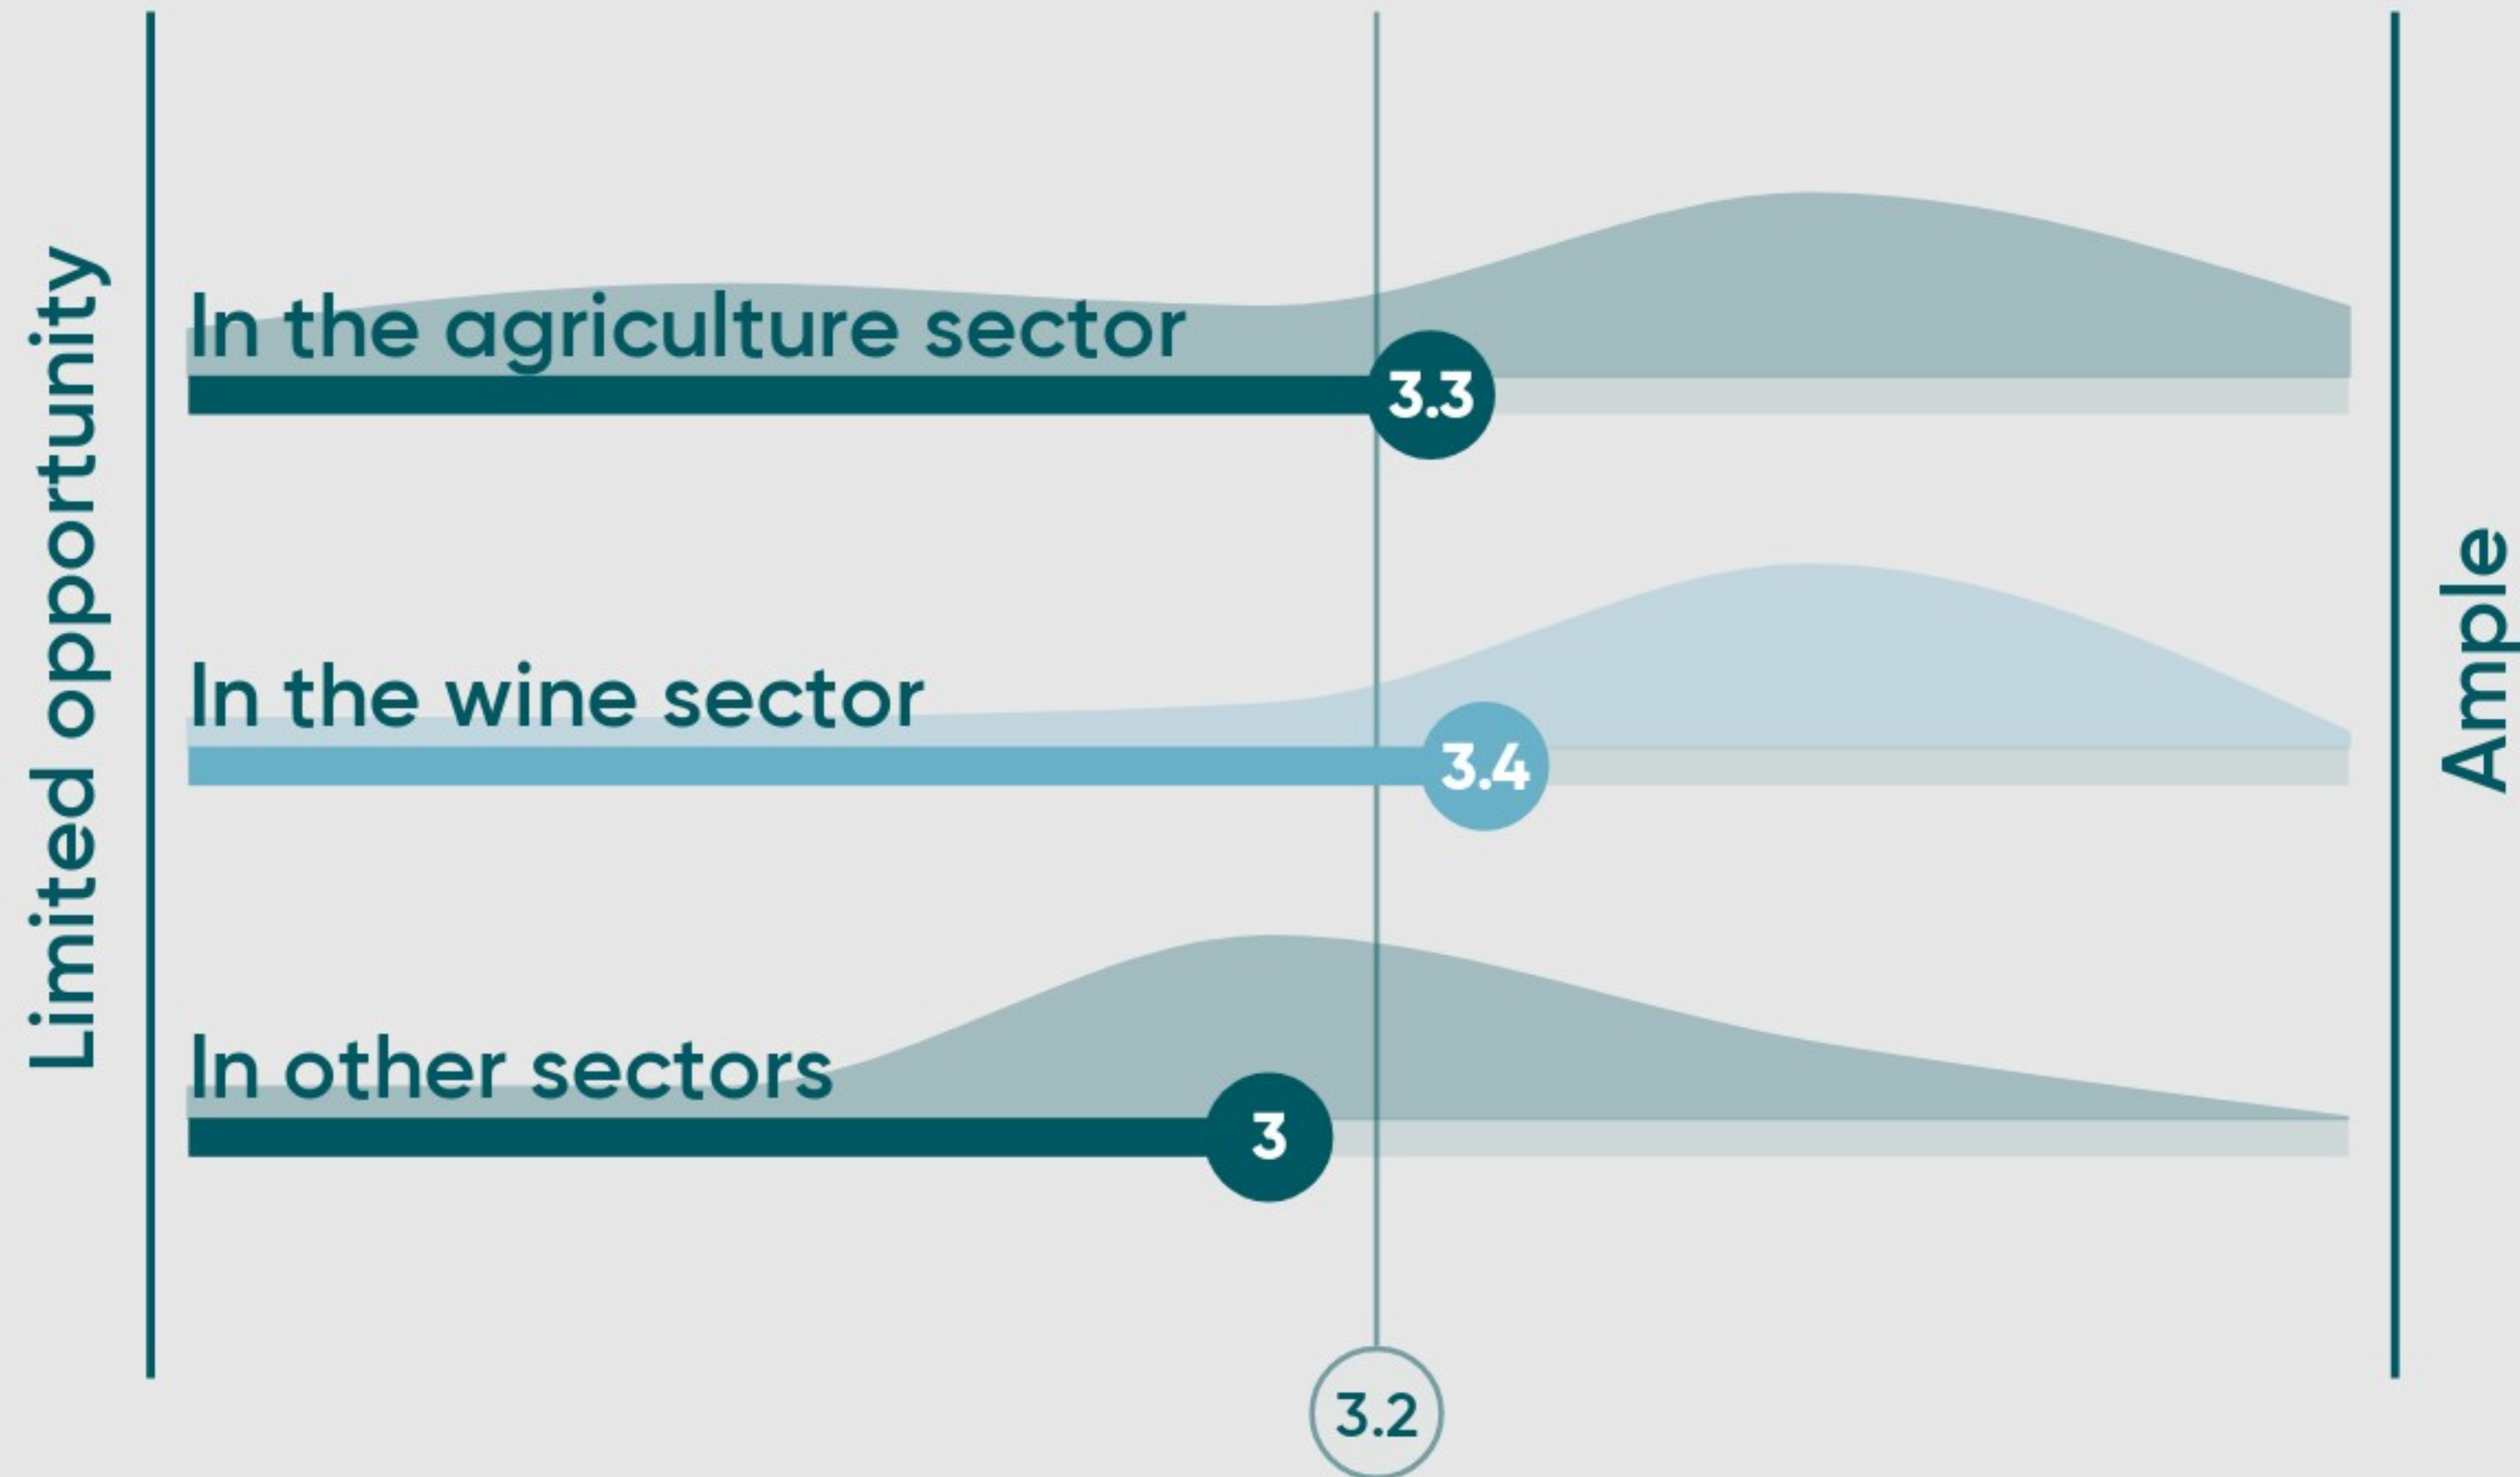 Limited opportunity
In the agriculture sector
3.3
In the wine sector
3.4
In other sectors
3
3.2
Ample